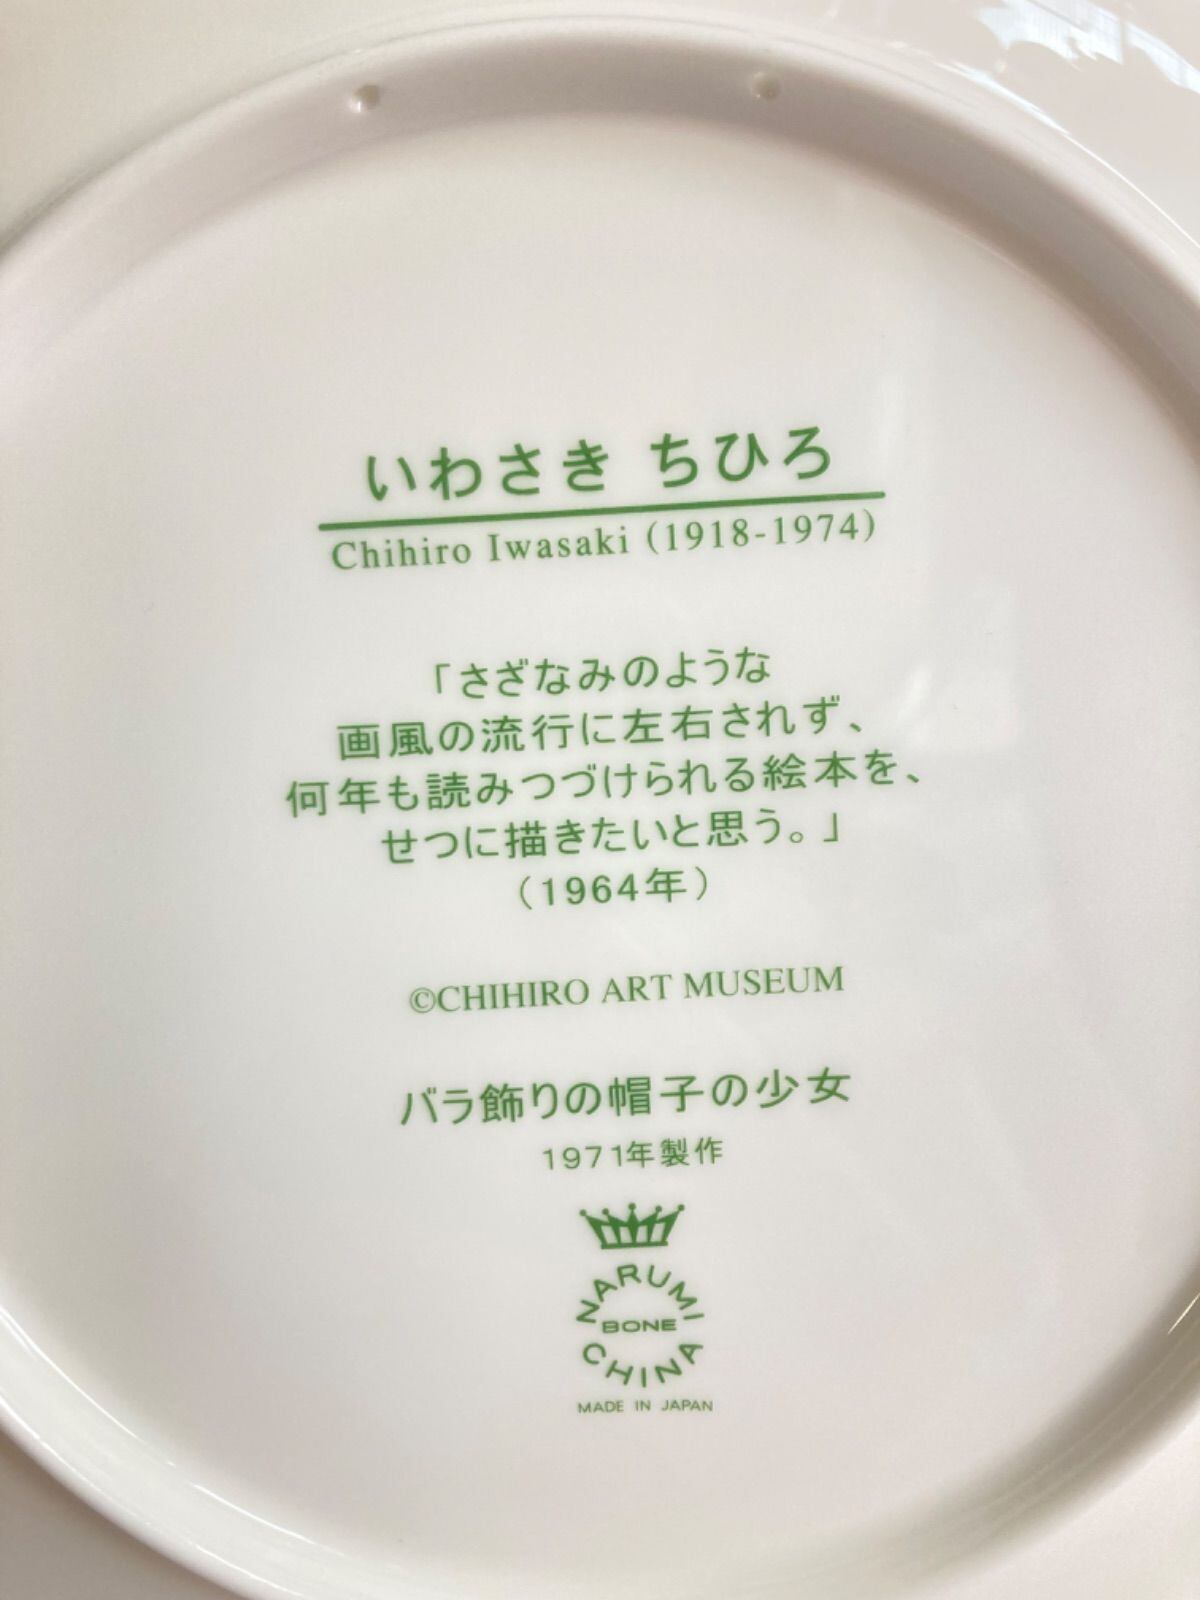 いわさき ちひろ
Chihiro Iwasaki (1918-1974)
「さざなみのような
画風の流行に左右されず、
何年も読みつづけられる絵本を、
せつに描きたいと思う。」
（1964年）
©CHIHIRO ART MUSEUM
バラ飾りの帽子の少女
1971年製作
NARUMI
BONE
CHINA
MADE IN JAPAN